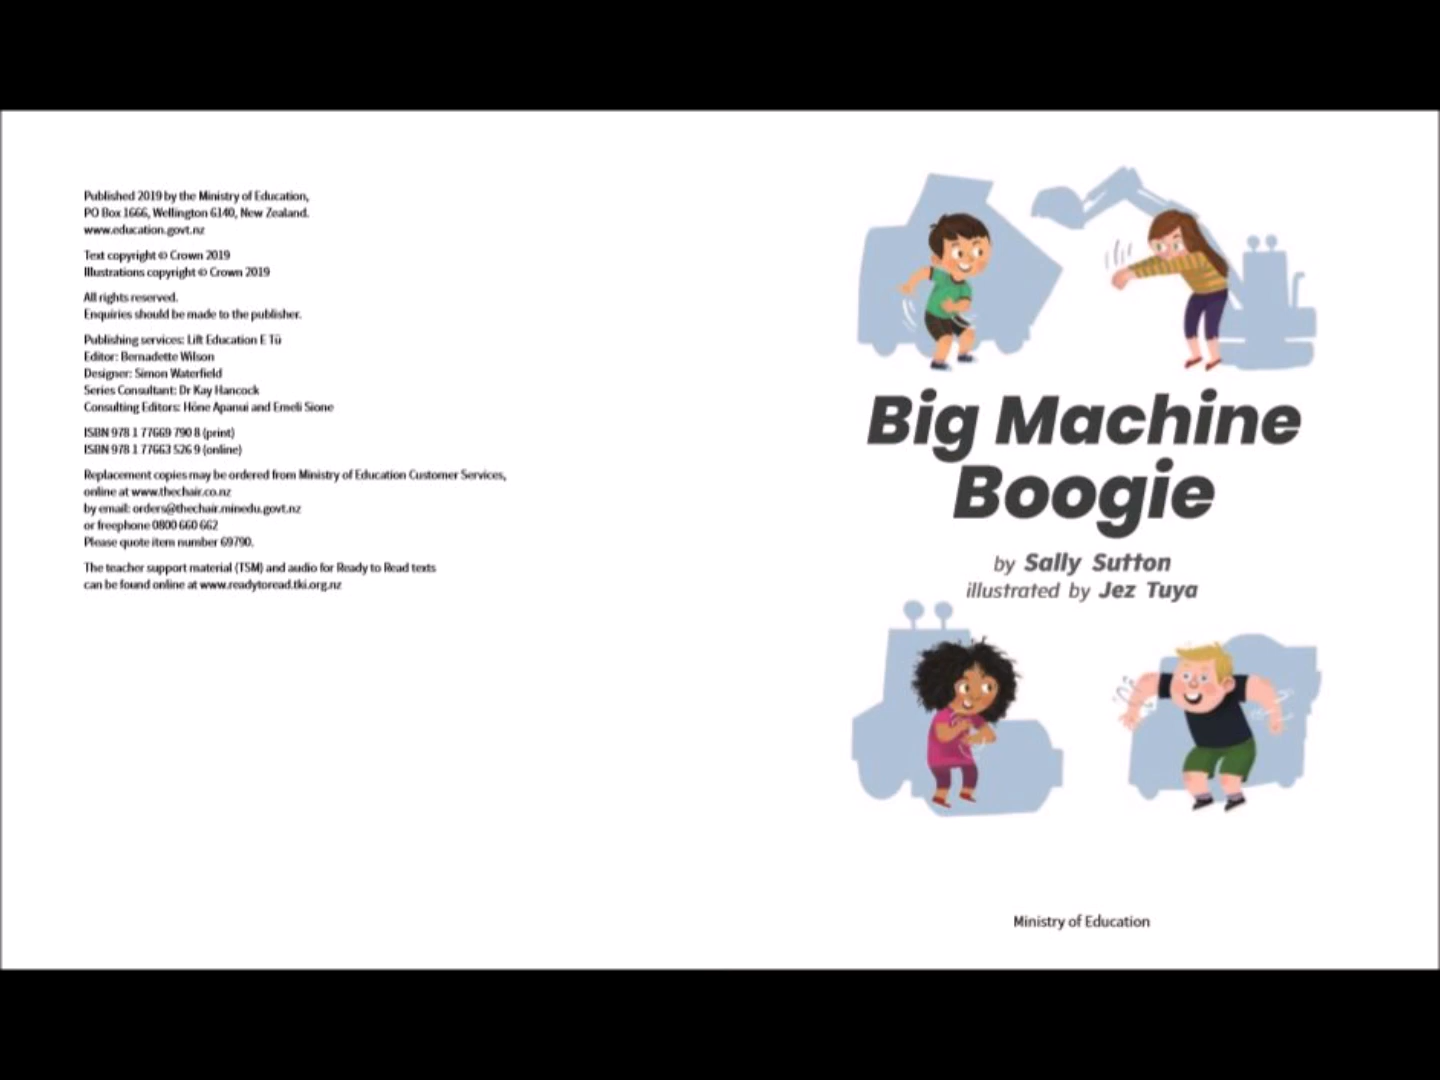 Published 2019 by the Ministry of Education,
PO Box 1666, Wellington 6140, New Zealand.
www.education.govt.nz
Text copyright © Crown 2019
Illustrations copyright © Crown 2019
All rights reserved.
Enquiries should be made to the publisher.
Publishing services: Lift Education E Tū
Editor: Bernadette Wilson
Designer: Simon Waterfield
Series Consultant: Dr Kay Hancock
Consulting Editors: Hōne Apanui and Emeli Sione
ISBN 978 1 77669 790 8 (print)
ISBN 978 1 77663 526 9 (online)
Replacement copies may be ordered from Ministry of Education Customer Services,
online at www.thechair.co.nz
by email: orders@thechair.minedu.govt.nz
or freephone 0800 660 662
Please quote item number 69790.
The teacher support material (TSM) and audio for Ready to Read texts
can be found online at www.readytoread.tki.org.nz
Big Machine
Boogie
by Sally Sutton
illustrated by Jez Tuya
Ministry of Education